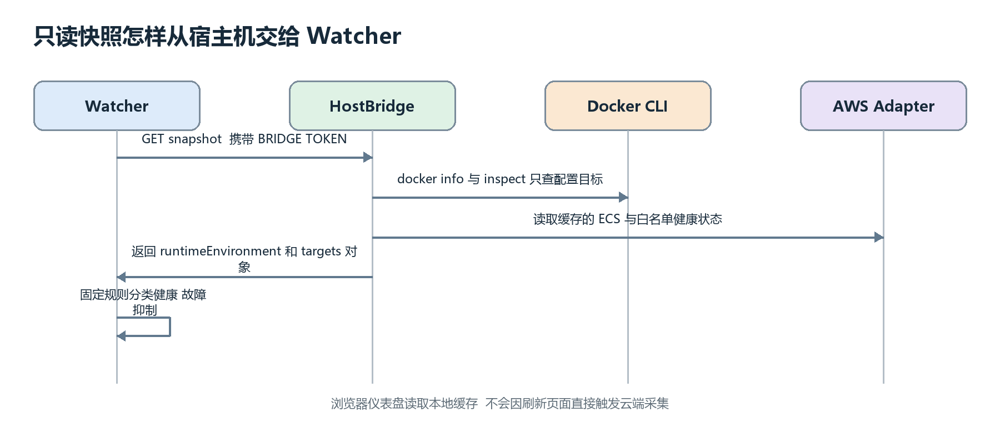 只读快照怎样从宿主机交给 Watcher
Watcher
HostBridge
Docker CLI
AWS Adapter
GET snapshot 携带 BRIDGE TOKEN
docker info 与 inspect 只查配置目标
读取缓存的 ECS 与白名单健康状态
返回 runtimeEnvironment 和 targets 对
象
固定规则分类健康 故障
抑制
浏览器仪表盘读取本地缓存 不会因刷新页面直接触发云端采集